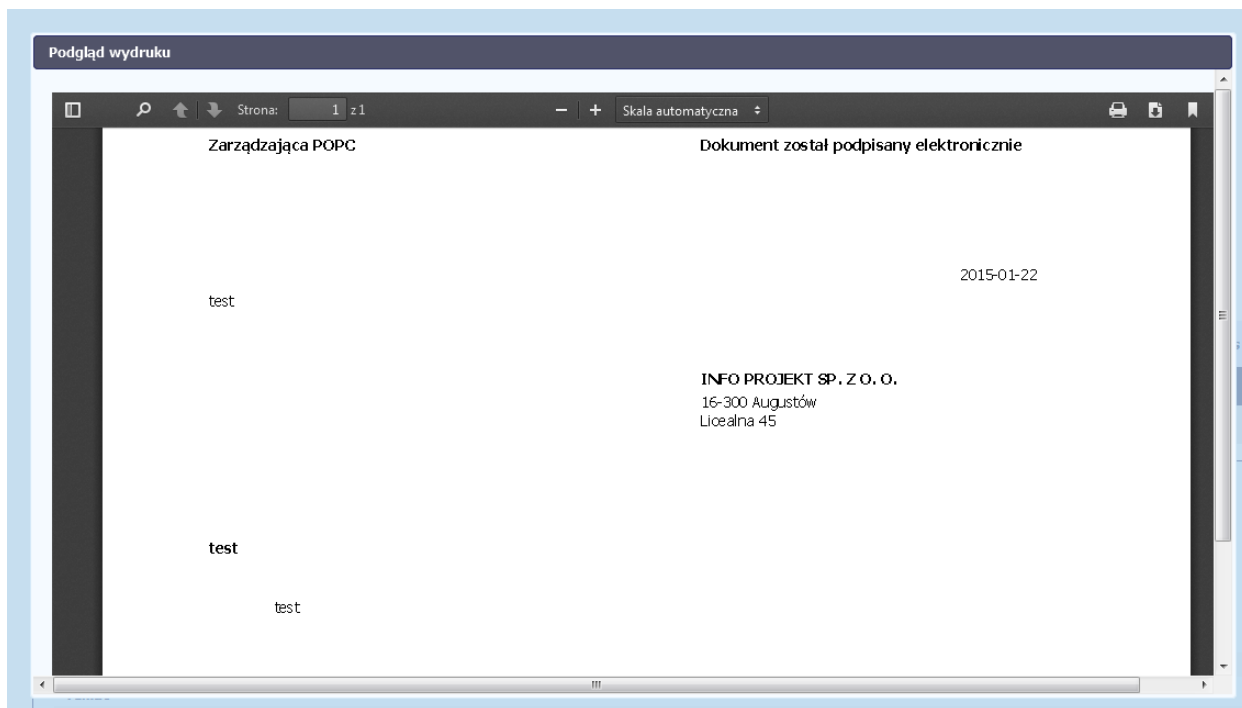 Podgląd wydruku
Strona: 1 z 1 Skala automatyczna
Zarządzająca POPC Dokument został podpisany elektronicznie
2015-01-22
test
INFO PROJEKT SP. Z O. O.
16-300 Augustów
Licealna 45
test
test